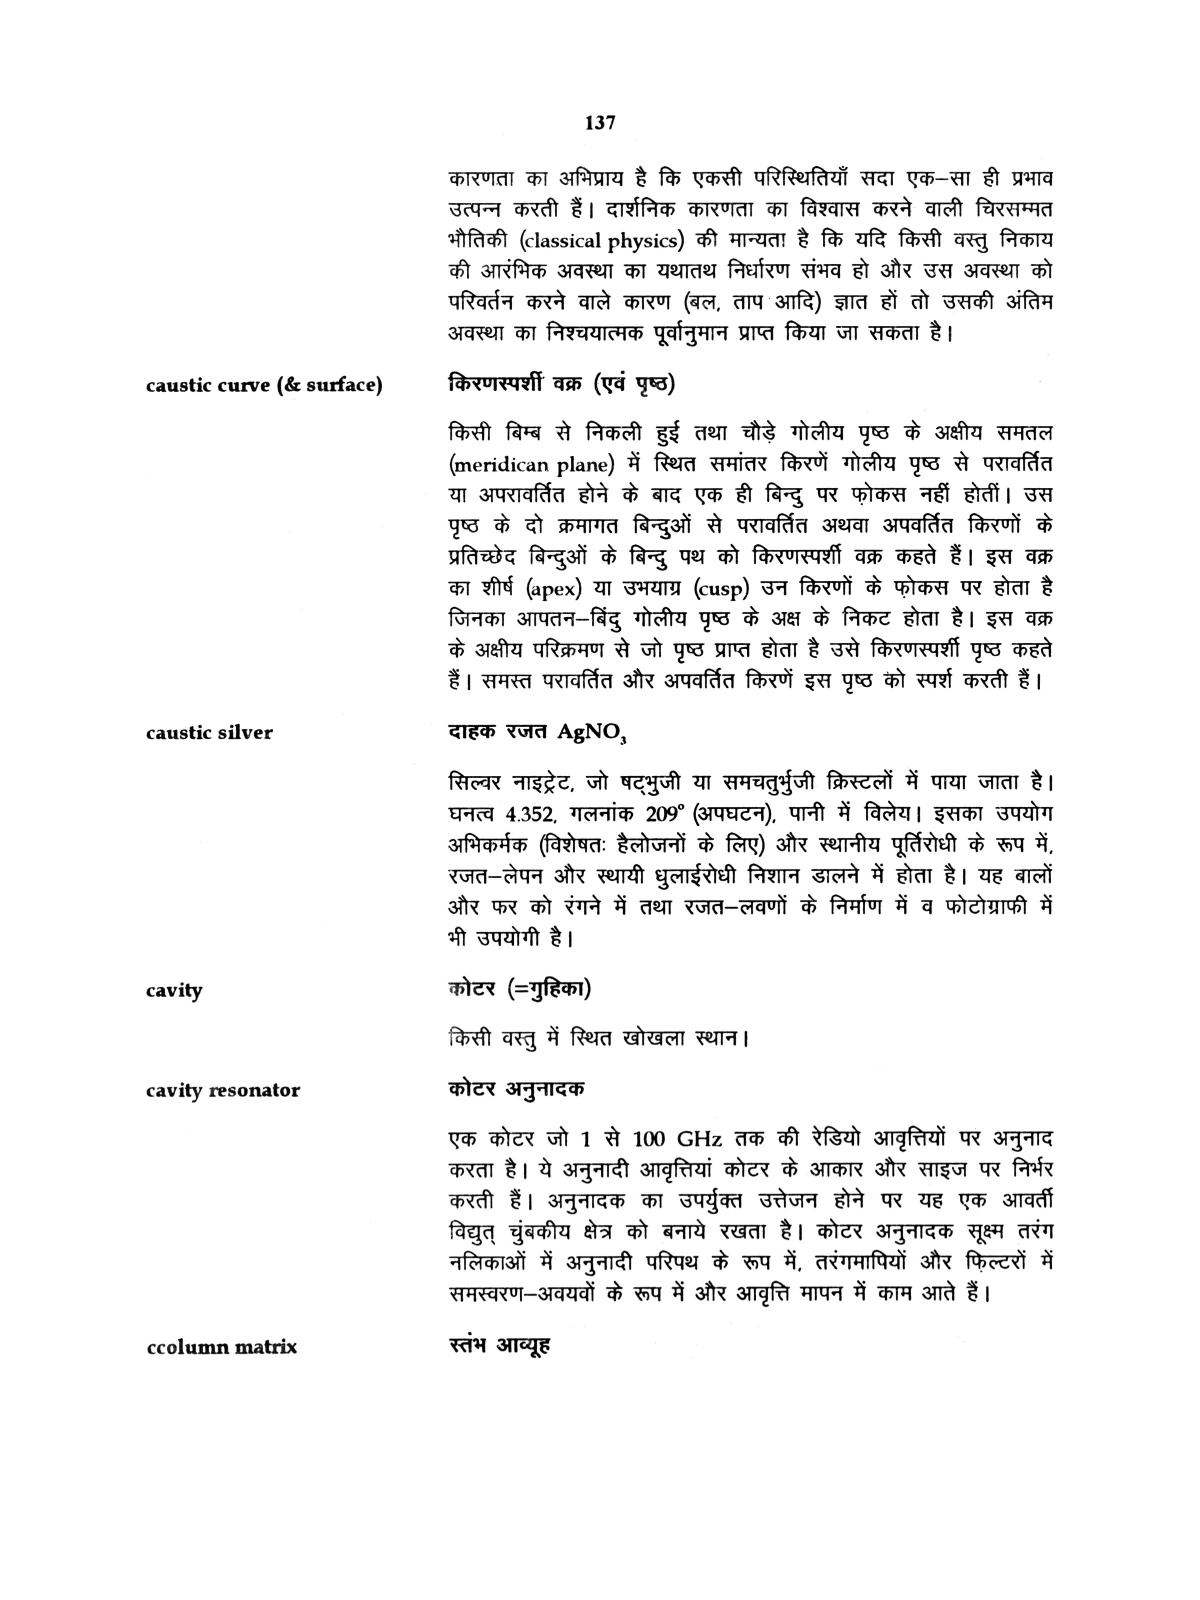 137
कारणता का अभिप्राय है कि एकसी परिस्थितियाँ सदा एक–सा ही प्रभाव
उत्पन्न करती हैं। दार्शनिक कारणता का विश्वास करने वाली चिरसम्मत
भौतिकी (classical physics) की मान्यता है कि यदि किसी वस्तु निकाय
की आरंभिक अवस्था का यथातथ निर्धारण संभव हो और उस अवस्था को
परिवर्तन करने वाले कारण (बल, ताप आदि) ज्ञात हों तो उसकी अंतिम
अवस्था का निश्चयात्मक पूर्वानुमान प्राप्त किया जा सकता है।
caustic curve (& surface) किरणस्पर्शी वक्र (एवं पृष्ठ)
किसी बिम्ब से निकली हुई तथा चौड़े गोलीय पृष्ठ के अक्षीय समतल
(meridican plane) में स्थित समांतर किरणें गोलीय पृष्ठ से परावर्तित
या अपरावर्तित होने के बाद एक ही बिन्दु पर फ़ोकस नहीं होतीं। उस
पृष्ठ के दो क्रमागत बिन्दुओं से परावर्तित अथवा अपवर्तित किरणों के
प्रतिच्छेद बिन्दुओं के बिन्दु पथ को किरणस्पर्शी वक्र कहते हैं। इस वक्र
का शीर्ष (apex) या उभयाग्र (cusp) उन किरणों के फ़ोकस पर होता है
जिनका आपतन–बिंदु गोलीय पृष्ठ के अक्ष के निकट होता है। इस वक्र
के अक्षीय परिक्रमण से जो पृष्ठ प्राप्त होता है उसे किरणस्पर्शी पृष्ठ कहते
हैं। समस्त परावर्तित और अपवर्तित किरणें इस पृष्ठ को स्पर्श करती हैं।
caustic silver दाहक रजत AgNO₃
सिल्वर नाइट्रेट, जो षट्भुजी या समचतुर्भुजी क्रिस्टलों में पाया जाता है।
घनत्व 4.352, गलनांक 209° (अपघटन), पानी में विलेय। इसका उपयोग
अभिकर्मक (विशेषतः हैलोजनों के लिए) और स्थानीय पूर्तिरोधी के रूप में,
रजत–लेपन और स्थायी धुलाईरोधी निशान डालने में होता है। यह बालों
और फर को रंगने में तथा रजत–लवणों के निर्माण में व फोटोग्राफी में
भी उपयोगी है।
cavity कोटर (=गुहिका)
किसी वस्तु में स्थित खोखला स्थान।
cavity resonator कोटर अनुनादक
एक कोटर जो 1 से 100 GHz तक की रेडियो आवृत्तियों पर अनुनाद
करता है। ये अनुनादी आवृत्तियां कोटर के आकार और साइज पर निर्भर
करती हैं। अनुनादक का उपर्युक्त उत्तेजन होने पर यह एक आवर्ती
विद्युत् चुंबकीय क्षेत्र को बनाये रखता है। कोटर अनुनादक सूक्ष्म तरंग
नलिकाओं में अनुनादी परिपथ के रूप में, तरंगमापियों और फ़िल्टरों में
समस्वरण–अवयवों के रूप में और आवृत्ति मापन में काम आते हैं।
ccolumn matrix स्तंभ आव्यूह